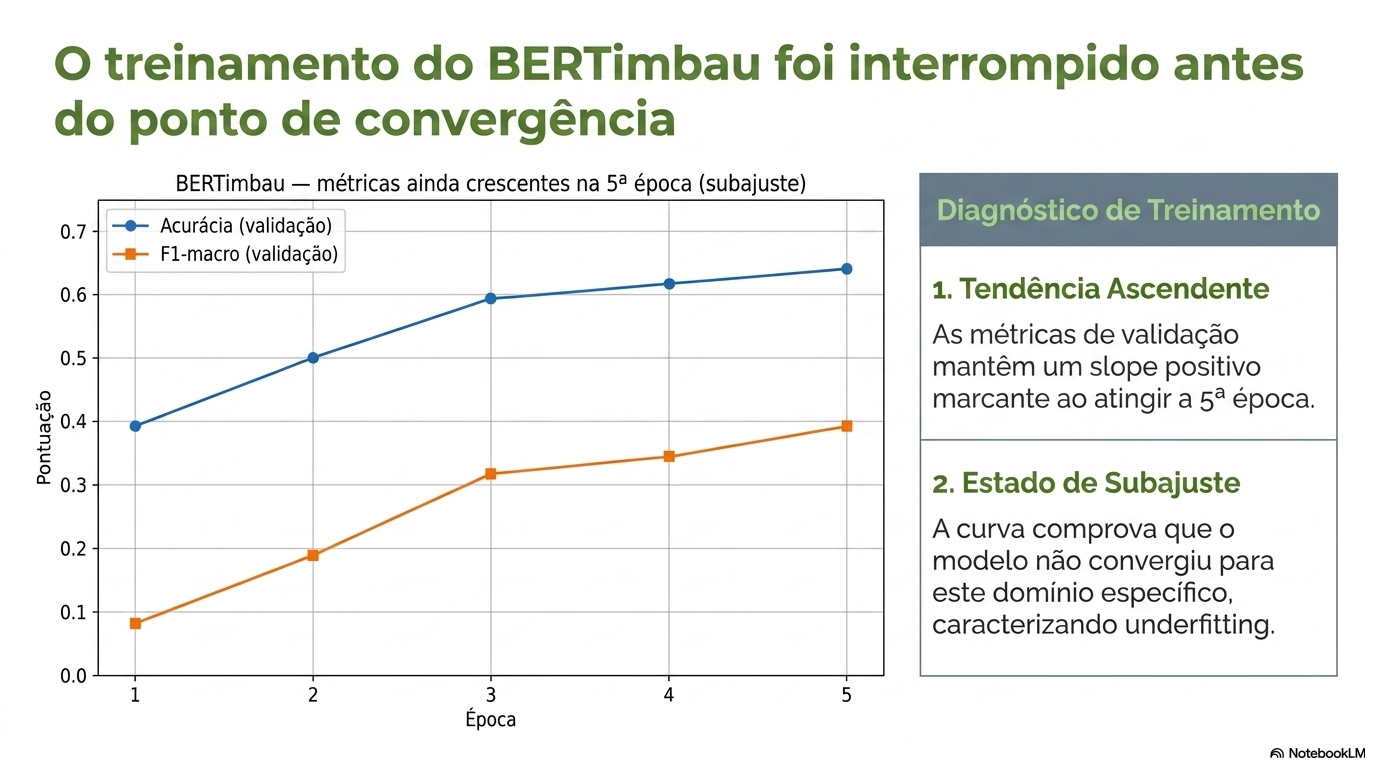 O treinamento do BERTimbau foi interrompido antes
do ponto de convergência
BERTimbau — métricas ainda crescentes na 5ª época (subajuste)
Acurácia (validação)
F1-macro (validação)
Pontuação
0.7
0.6
0.5
0.4
0.3
0.2
0.1
0.0
1 2 3 4 5
Época
Diagnóstico de Treinamento
1. Tendência Ascendente
As métricas de validação
mantêm um slope positivo
marcante ao atingir a 5ª época.
2. Estado de Subajuste
A curva comprova que o
modelo não convergiu para
este domínio específico,
caracterizando underfitting.
NotebookLM